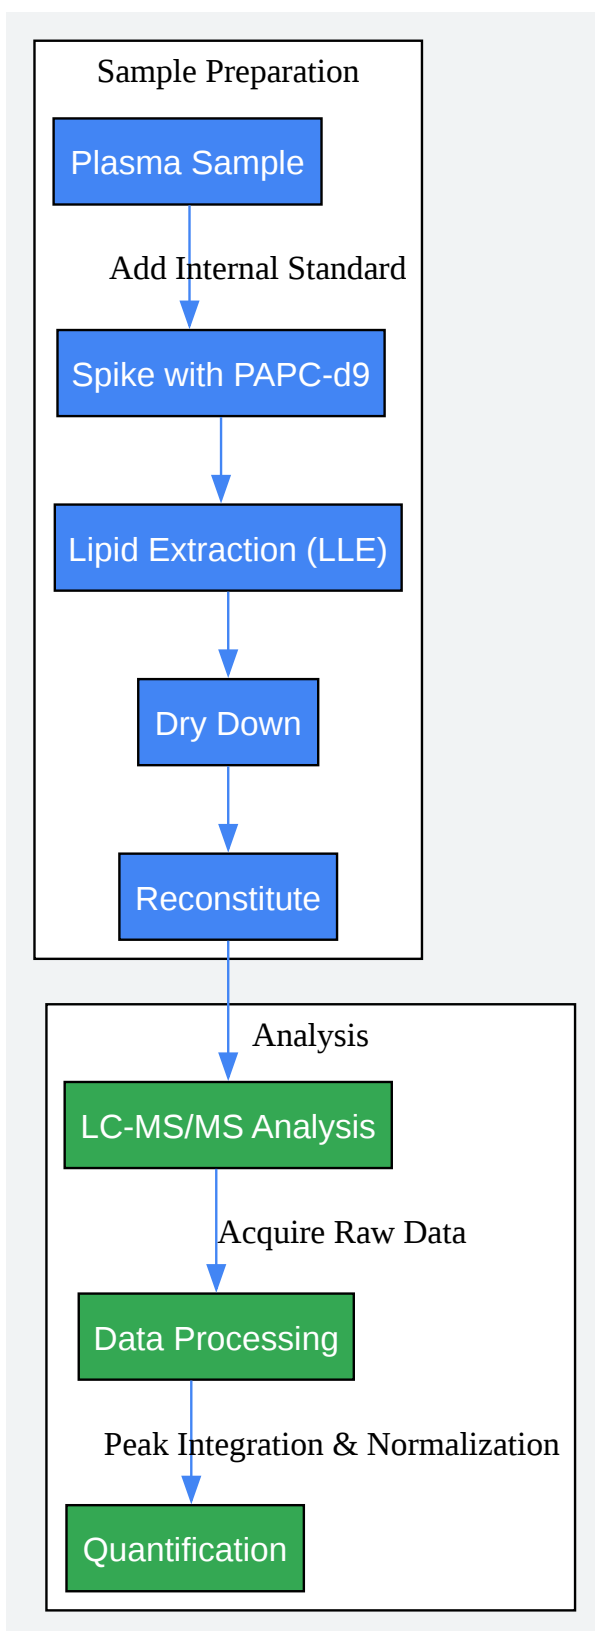 Sample Preparation
Plasma Sample
Add Internal Standard
Spike with PAPC-d9
Lipid Extraction (LLE)
Dry Down
Reconstitute
Analysis
LC-MS/MS Analysis
Acquire Raw Data
Data Processing
Peak Integration & Normalization
Quantification